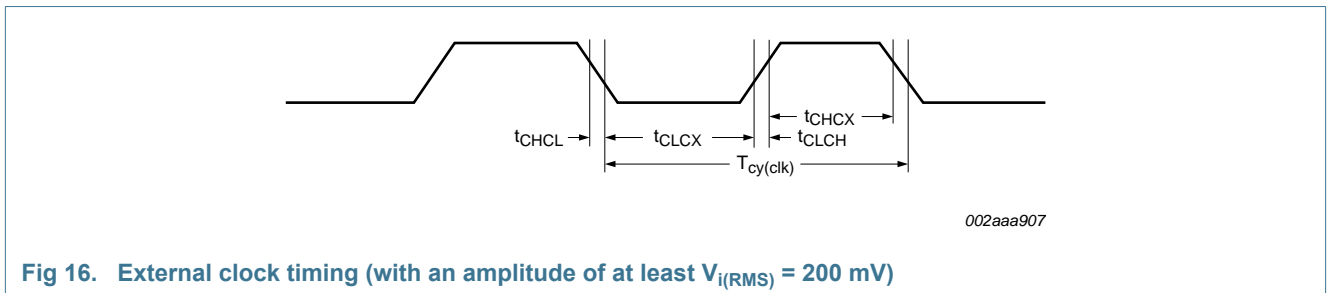 tCHCX
tCHCL
tCLCX
tCLCH
Tcy(clk)
002aaa907
Fig 16. External clock timing (with an amplitude of at least Vi(RMS) = 200 mV)